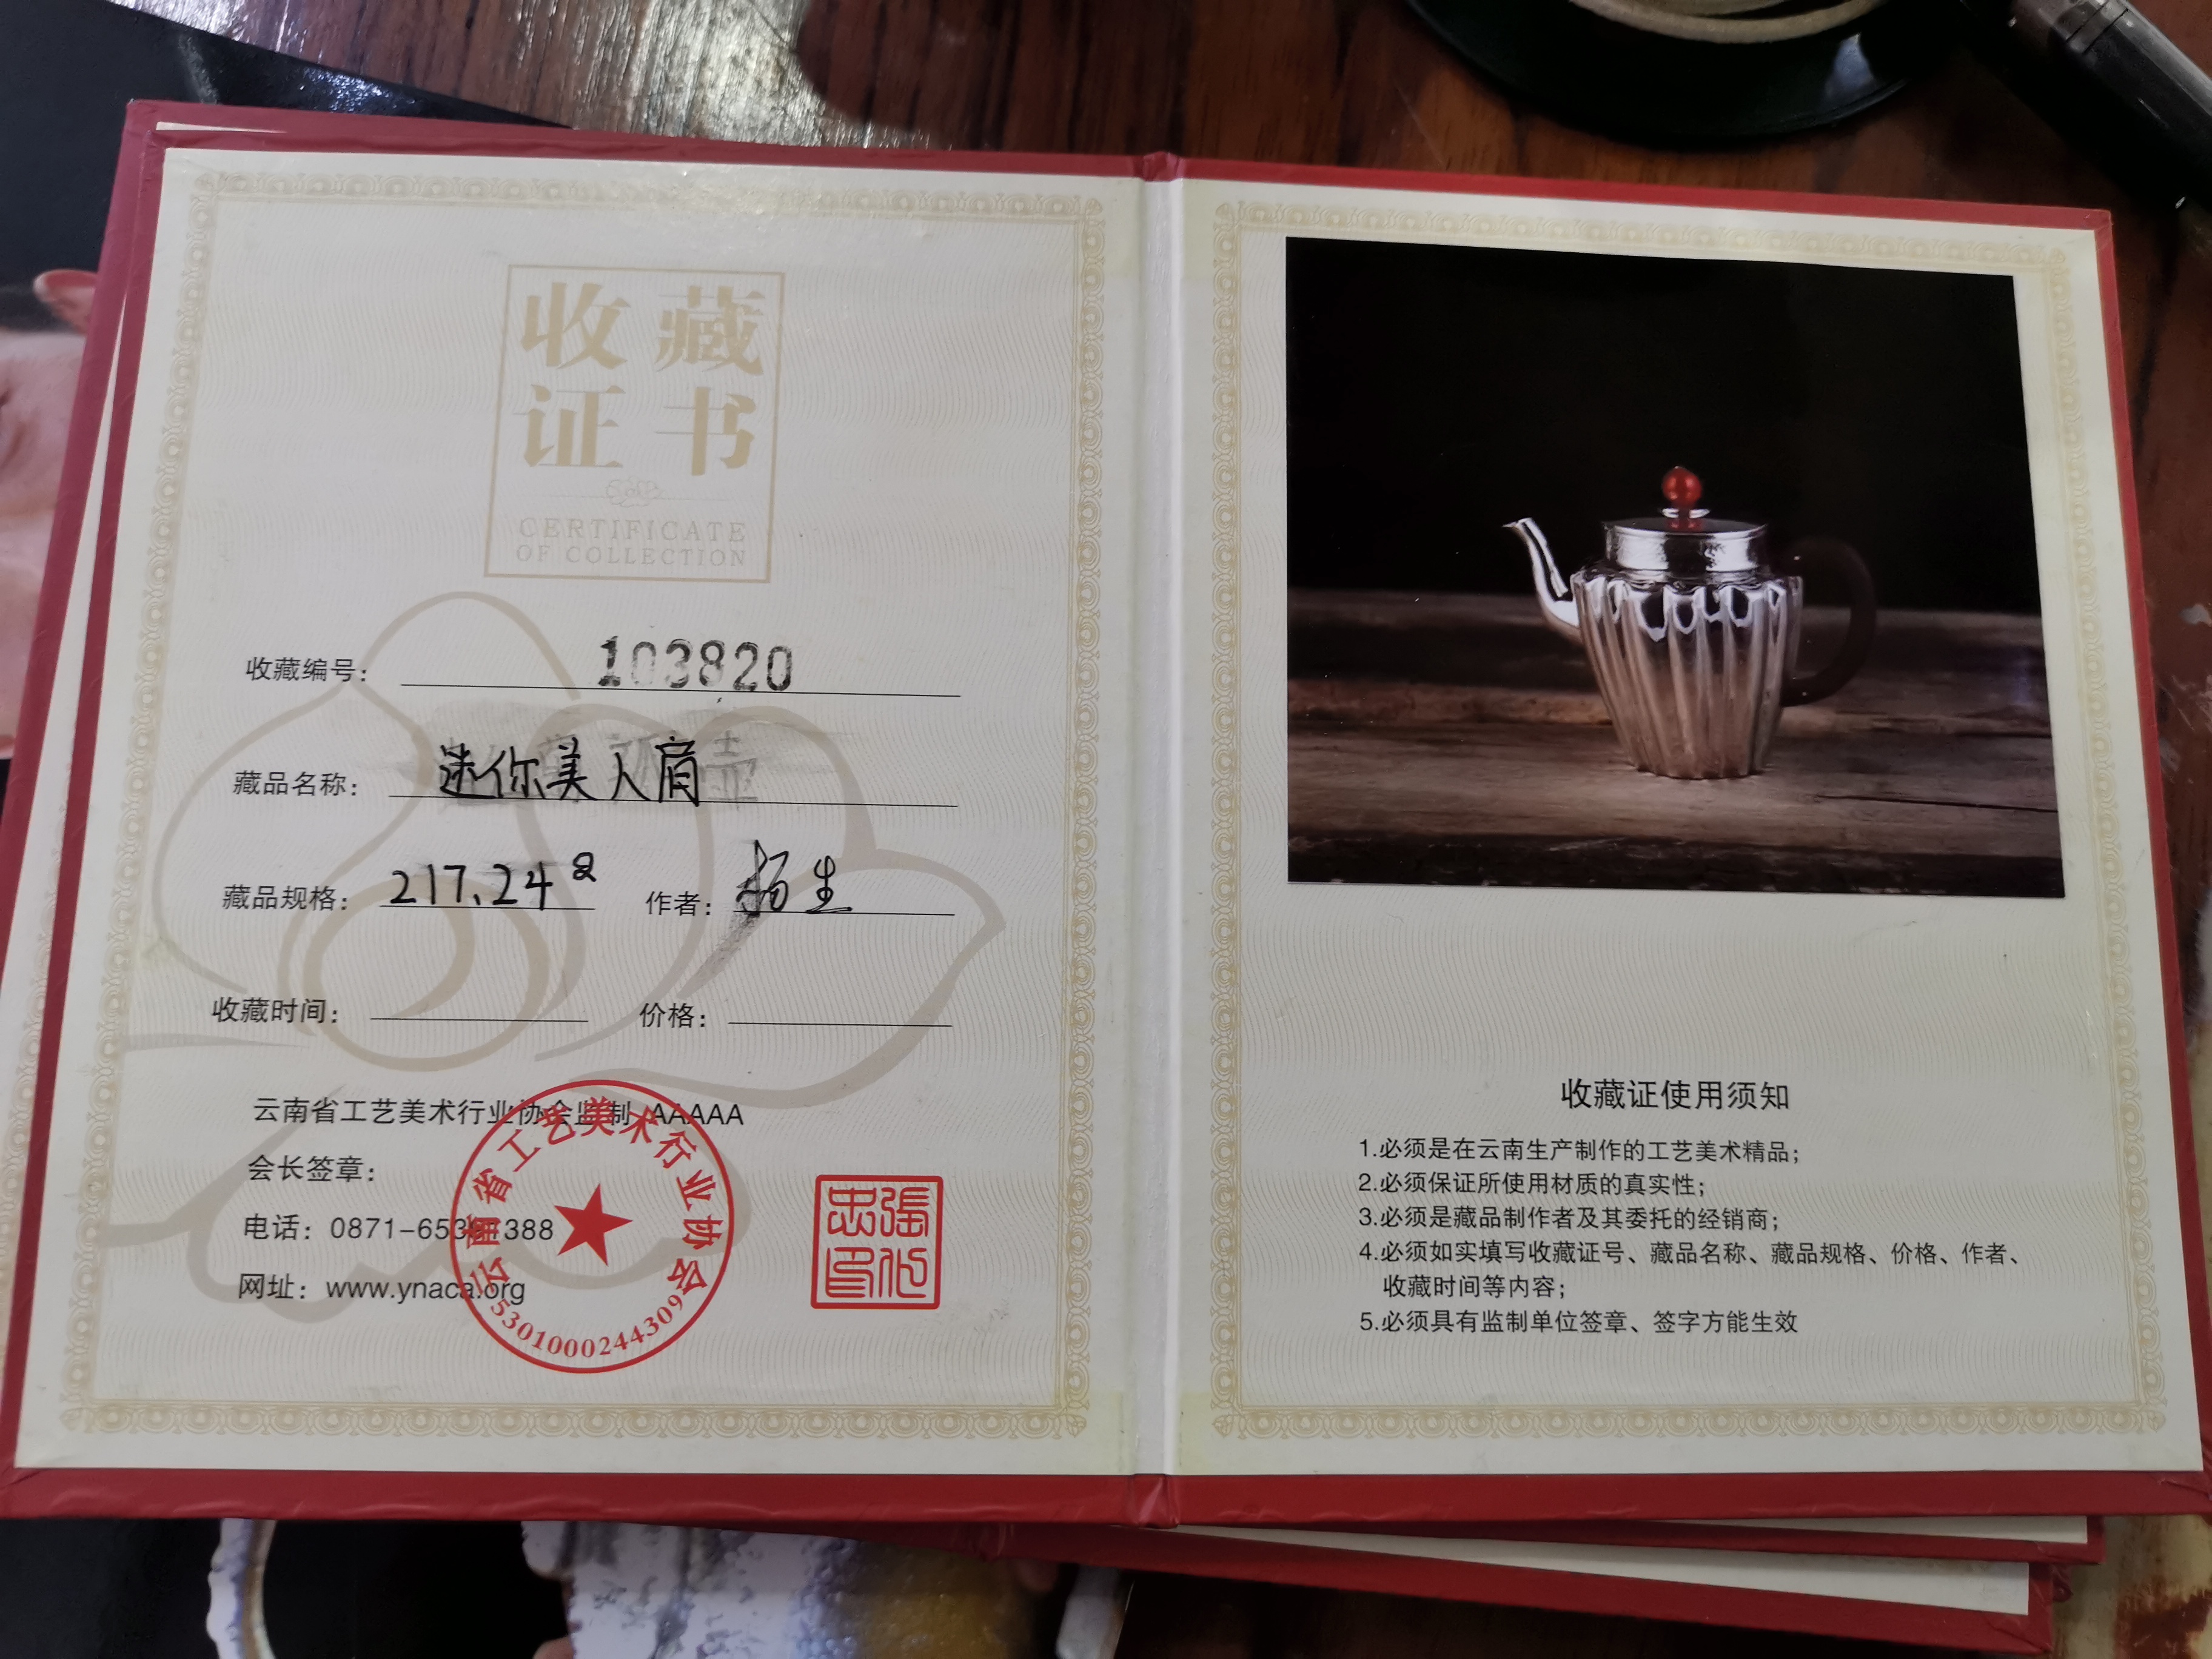 收藏
证书
CERTIFICATE
OF COLLECTION
收藏编号： 103820
藏品名称： 迷你美人肩
藏品规格： 217.24g 作者： 杨生
收藏时间： 价格：
云南省工艺美术行业协会监制 AAAAA
会长签章：
电话：0871-653 1388
网址：www.ynaca.org
云南省工艺美术行业协会
5301000244309
收藏证使用须知
1.必须是在云南生产制作的工艺美术精品；
2.必须保证所使用材质的真实性；
3.必须是藏品制作者及其委托的经销商；
4.必须如实填写收藏证号、藏品名称、藏品规格、价格、作者、
收藏时间等内容；
5.必须具有监制单位签章、签字方能生效